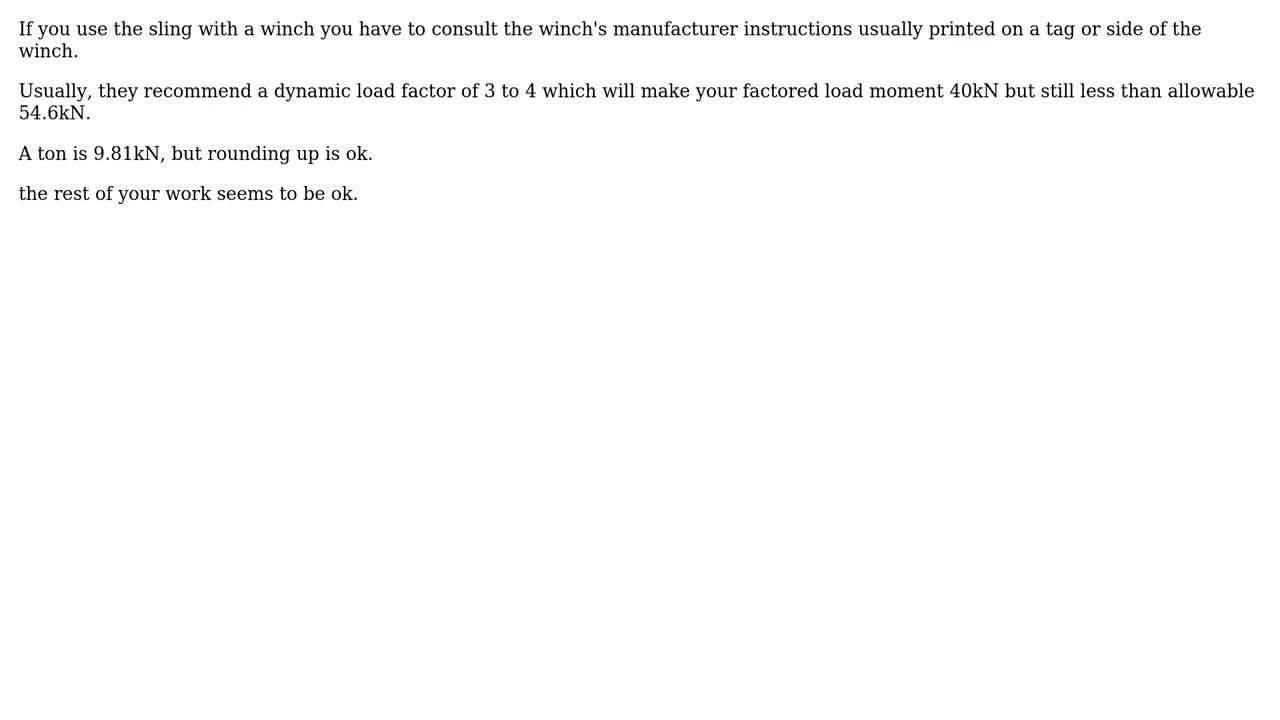 If you use the sling with a winch you have to consult the winch's manufacturer instructions usually printed on a tag or side of the
winch.
Usually, they recommend a dynamic load factor of 3 to 4 which will make your factored load moment 40kN but still less than allowable
54.6kN.
A ton is 9.81kN, but rounding up is ok.
the rest of your work seems to be ok.